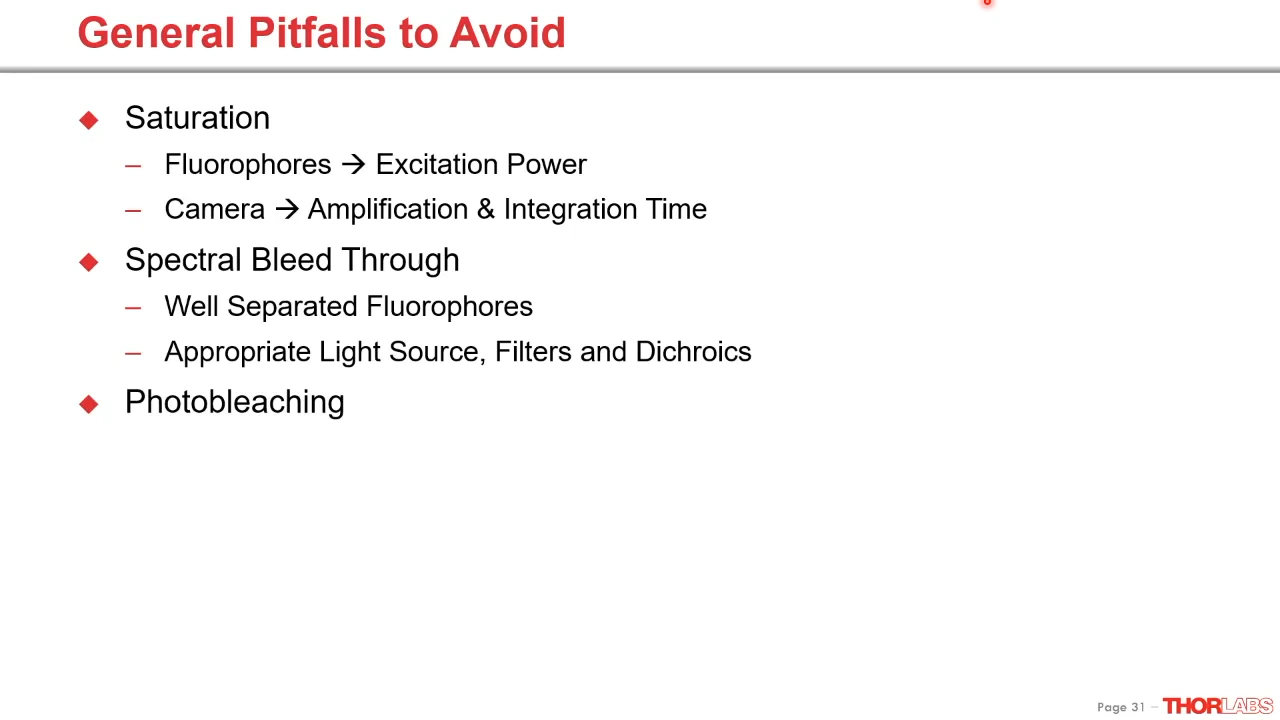 General Pitfalls to Avoid
Saturation
– Fluorophores → Excitation Power
– Camera → Amplification & Integration Time
Spectral Bleed Through
– Well Separated Fluorophores
– Appropriate Light Source, Filters and Dichroics
Photobleaching
Page 31 – THORLABS